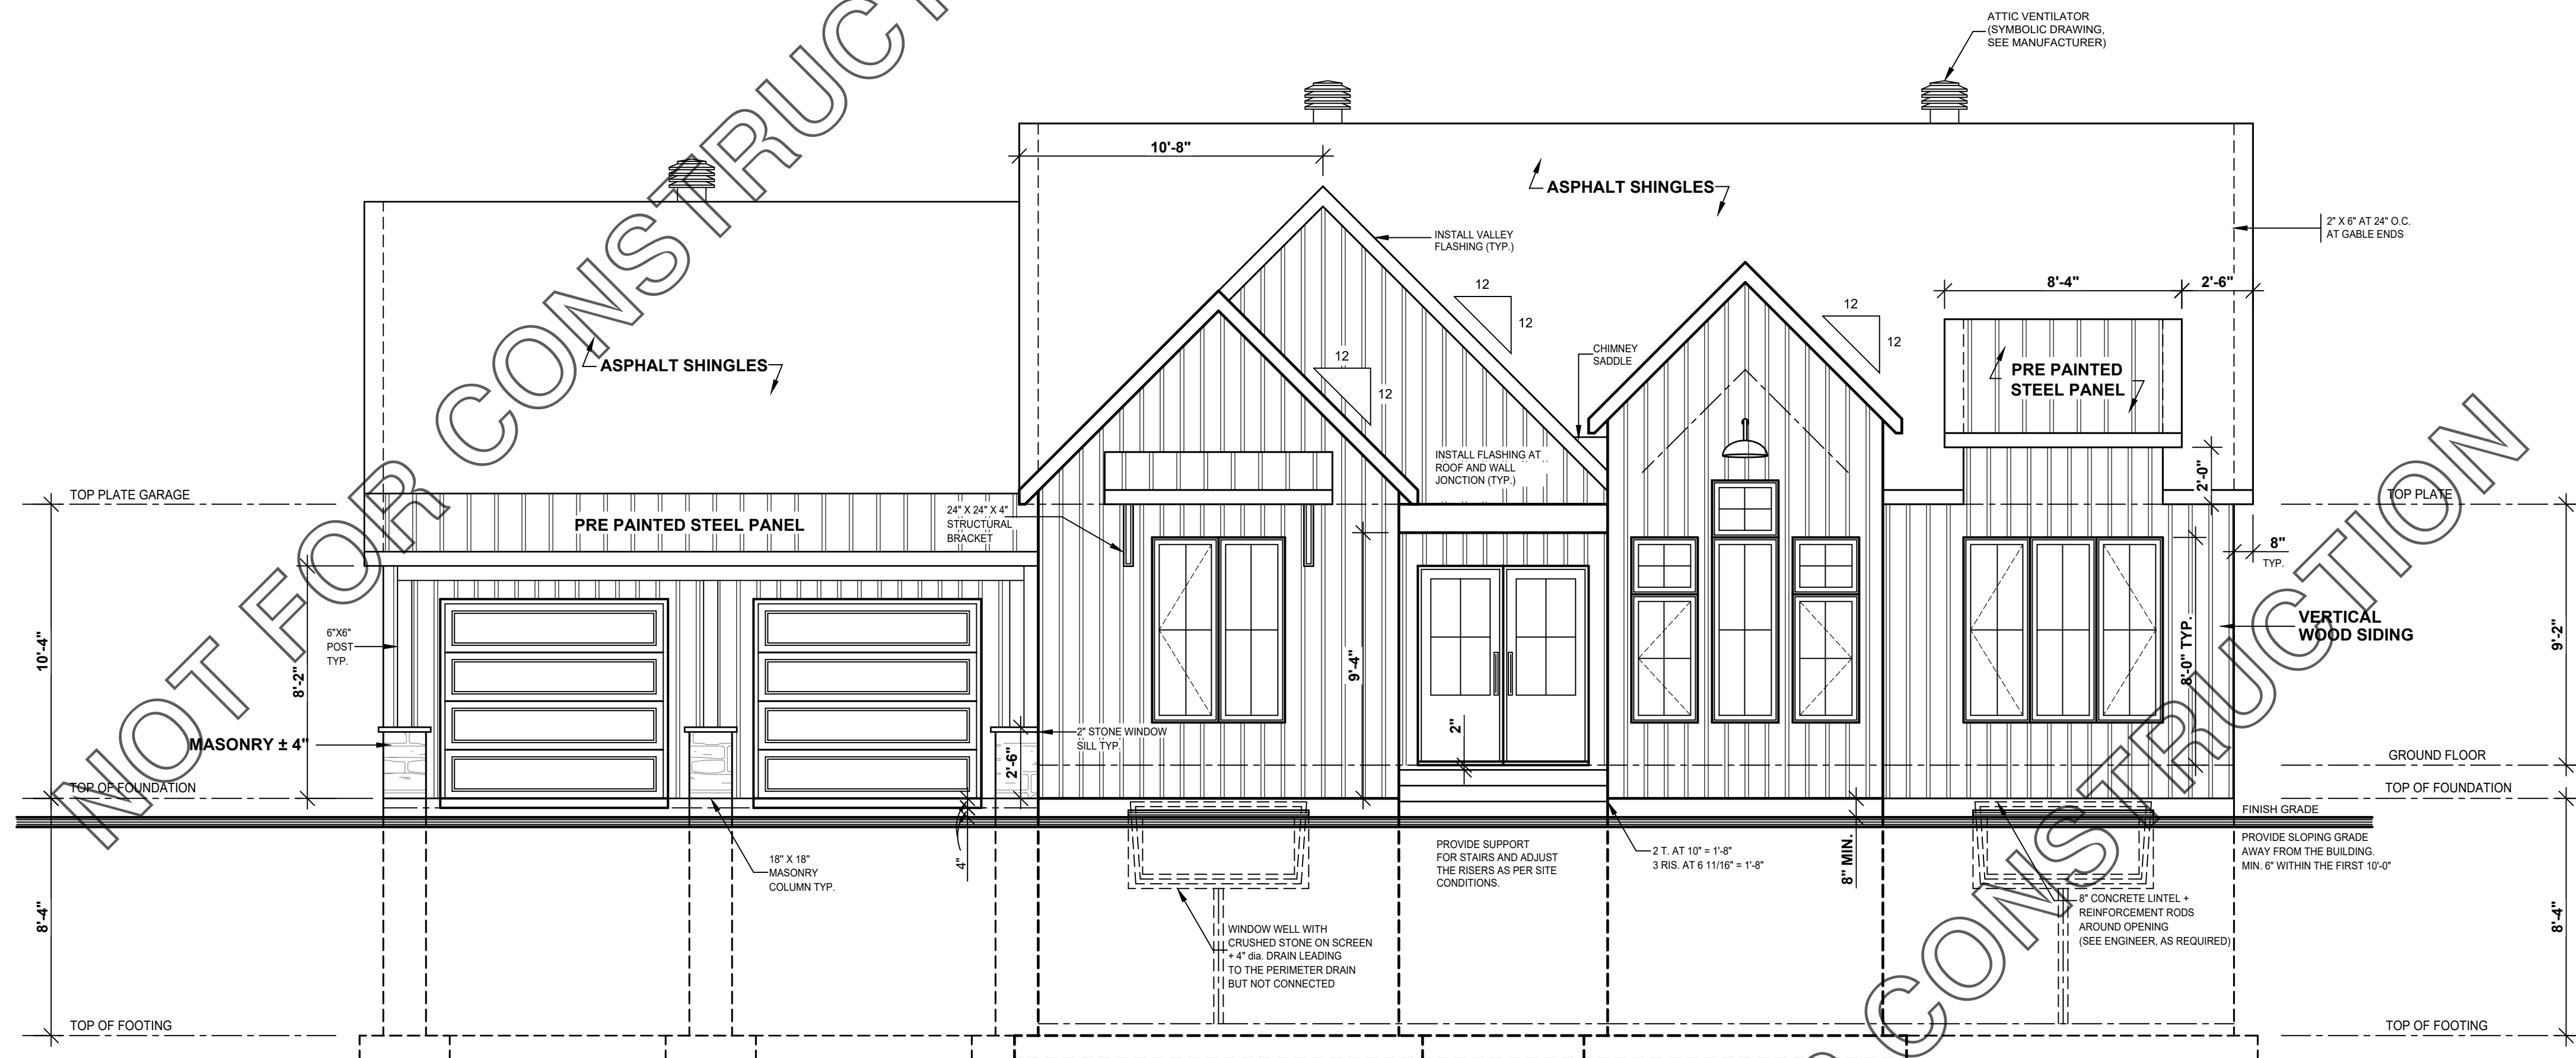 ATTIC VENTILATOR
(SYMBOLIC DRAWING,
SEE MANUFACTURER)
10'-8"
ASPHALT SHINGLES
2" X 6" AT 24" O.C.
AT GABLE ENDS
INSTALL VALLEY
FLASHING (TYP.)
12
12
12
12
8'-4"
2'-6"
CHIMNEY
SADDLE
12
12
ASPHALT SHINGLES
PRE PAINTED
STEEL PANEL
INSTALL FLASHING AT
ROOF AND WALL
JONCTION (TYP.)
2'-0"
TOP PLATE GARAGE
TOP PLATE
24" X 24" X 4"
STRUCTURAL
BRACKET
PRE PAINTED STEEL PANEL
8"
TYP.
6"X6"
POST
TYP.
10'-4"
8'-2"
9'-4"
8'-0" TYP.
VERTICAL
WOOD SIDING
9'-2"
MASONRY ± 4"
2" STONE WINDOW
SILL TYP.
2'-6"
2"
GROUND FLOOR
TOP OF FOUNDATION
TOP OF FOUNDATION
FINISH GRADE
PROVIDE SLOPING GRADE
AWAY FROM THE BUILDING.
MIN. 6" WITHIN THE FIRST 10'-0"
18" X 18"
MASONRY
COLUMN TYP.
4"
PROVIDE SUPPORT
FOR STAIRS AND ADJUST
THE RISERS AS PER SITE
CONDITIONS.
2 T. AT 10" = 1'-8"
3 RIS. AT 6 11/16" = 1'-8"
8" MIN.
8'-4"
WINDOW WELL WITH
CRUSHED STONE ON SCREEN
+ 4" dia. DRAIN LEADING
TO THE PERIMETER DRAIN
BUT NOT CONNECTED
8" CONCRETE LINTEL +
REINFORCEMENT RODS
AROUND OPENING
(SEE ENGINEER, AS REQUIRED)
8'-4"
TOP OF FOOTING
TOP OF FOOTING
NOT FOR CONSTRUCT
CONSTRUCTION